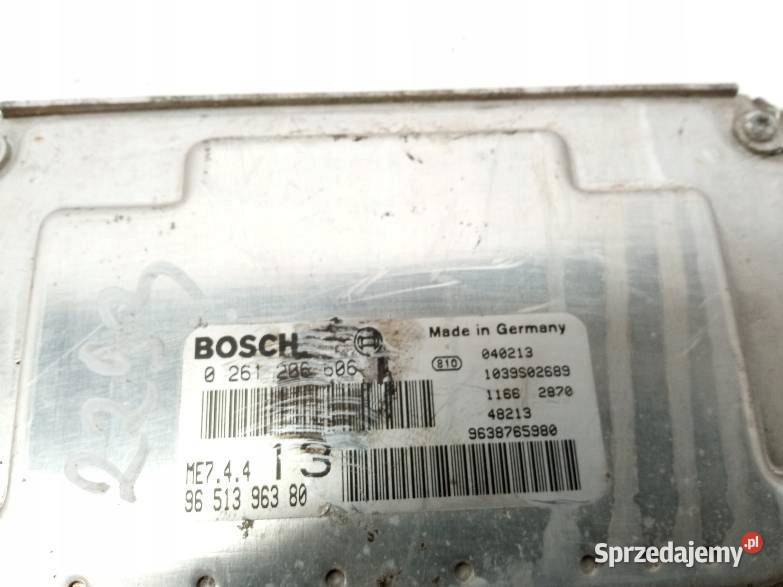 BOSCH
Made in Germany
0 261 206 606
810
040213
1039S02689
1166 2870
48213
9638765980
ME7.4.4
13
96 513 963 80
2203
Sprzedajemy.pl